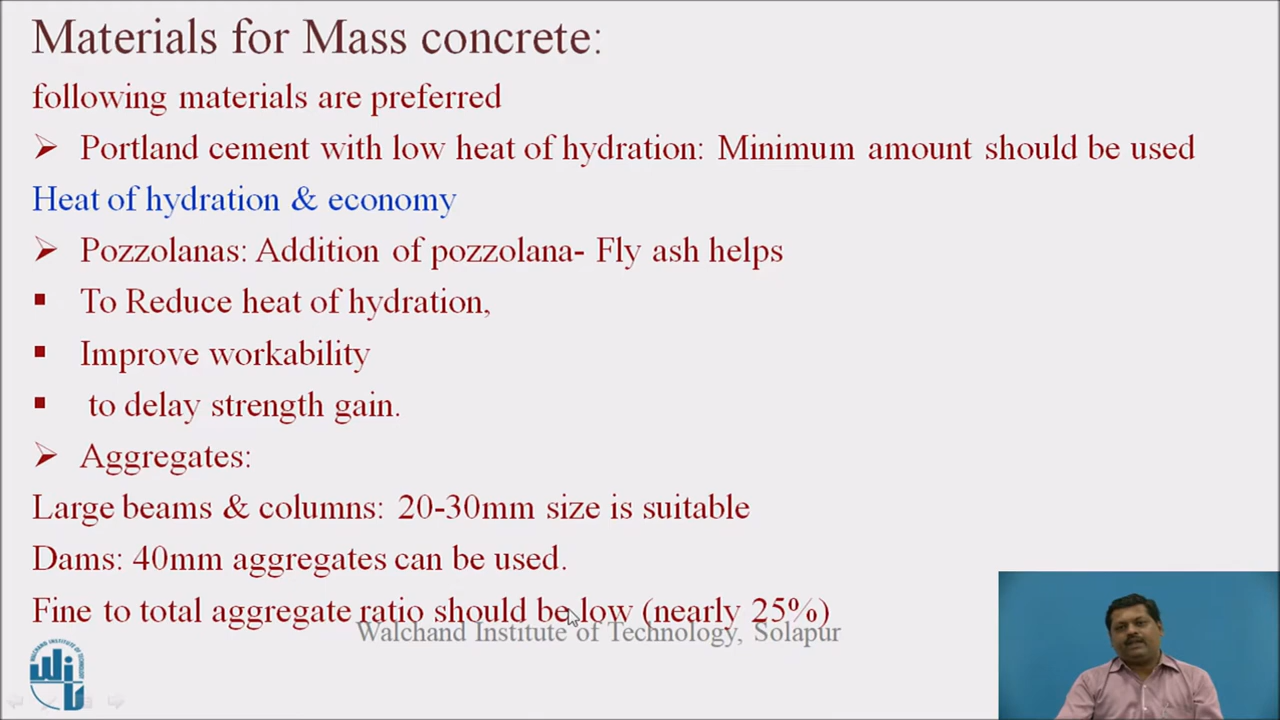 Materials for Mass concrete:
following materials are preferred
➢ Portland cement with low heat of hydration: Minimum amount should be used
Heat of hydration & economy
➢ Pozzolanas: Addition of pozzolana- Fly ash helps
▪ To Reduce heat of hydration,
▪ Improve workability
▪ to delay strength gain.
➢ Aggregates:
Large beams & columns: 20-30mm size is suitable
Dams: 40mm aggregates can be used.
Fine to total aggregate ratio should be low (nearly 25%)
Walchand Institute of Technology, Solapur